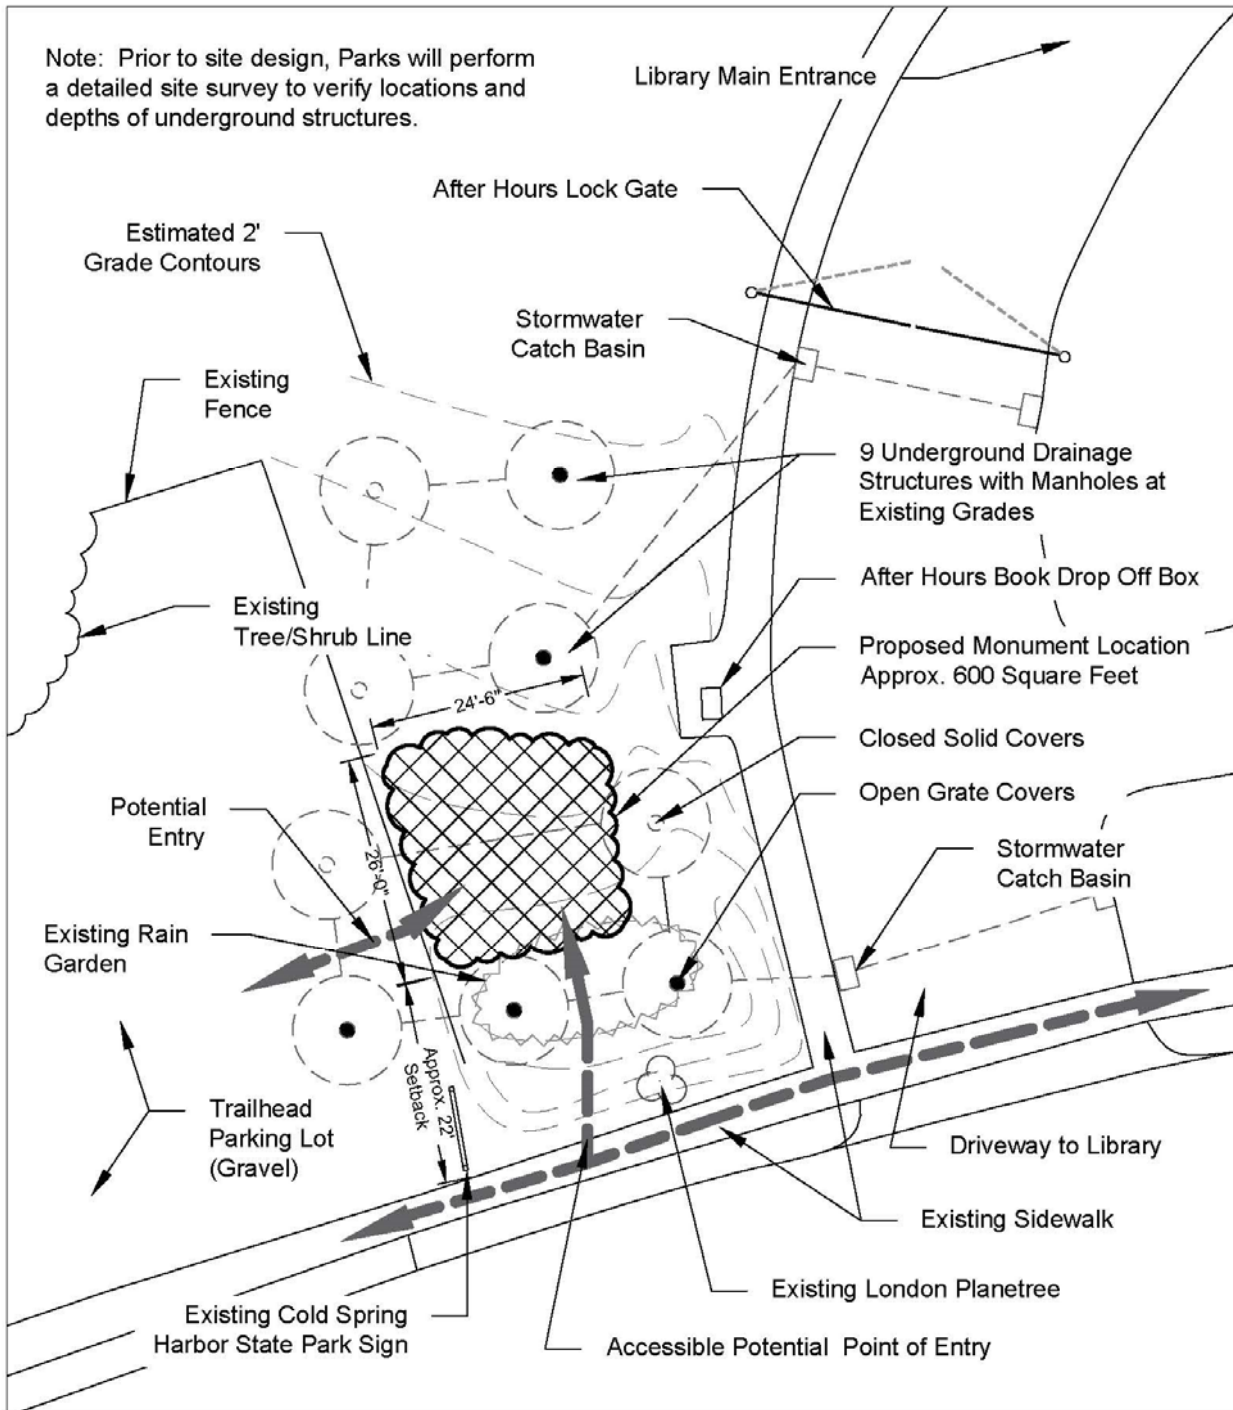 Note: Prior to site design, Parks will perform
a detailed site survey to verify locations and
depths of underground structures.
Library Main Entrance
After Hours Lock Gate
Estimated 2'
Grade Contours
Stormwater
Catch Basin
Existing
Fence
9 Underground Drainage
Structures with Manholes at
Existing Grades
After Hours Book Drop Off Box
Existing
Tree/Shrub Line
Proposed Monument Location
Approx. 600 Square Feet
24'-6"
Closed Solid Covers
Open Grate Covers
Potential
Entry
26'-0"
Stormwater
Catch Basin
Existing Rain
Garden
Approx. 22'
Setback
Trailhead
Parking Lot
(Gravel)
Driveway to Library
Existing Sidewalk
Existing London Planetree
Existing Cold Spring
Harbor State Park Sign
Accessible Potential Point of Entry